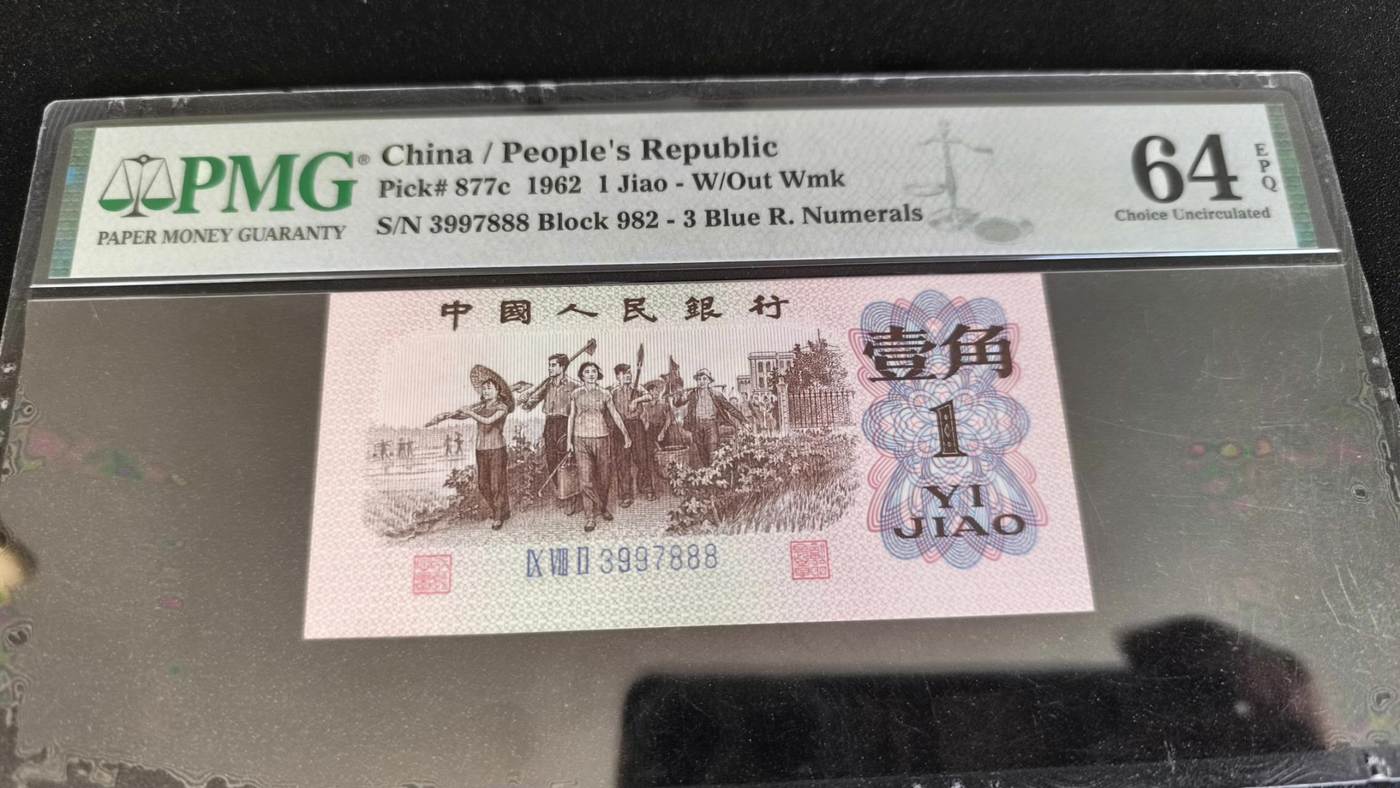 PMG®
PAPER MONEY GUARANTY
China / People's Republic
Pick# 877c 1962 1 Jiao - W/Out Wmk
S/N 3997888 Block 982 - 3 Blue R. Numerals
64
EPQ
Choice Uncirculated
中國人民銀行
壹角
1
YI
JIAO
Ⅸ Ⅷ Ⅱ 3997888